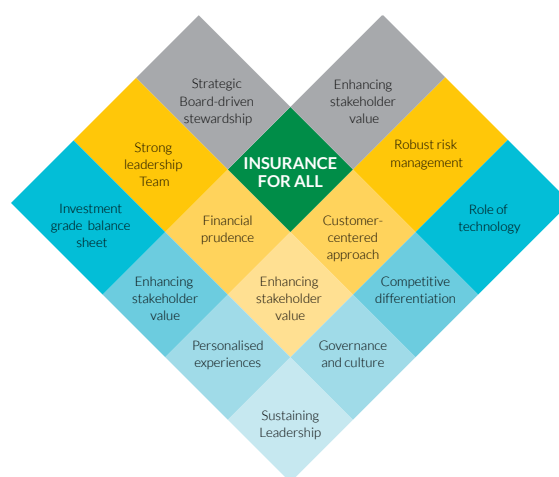 Strategic
Board-driven
stewardship
Enhancing
stakeholder
value
Strong
leadership
Team
INSURANCE
FOR ALL
Robust risk
management
Investment
grade balance
sheet
Financial
prudence
Customer-
centered
approach
Role of
technology
Enhancing
stakeholder
value
Enhancing
stakeholder
value
Competitive
differentiation
Personalised
experiences
Governance
and culture
Sustaining
Leadership